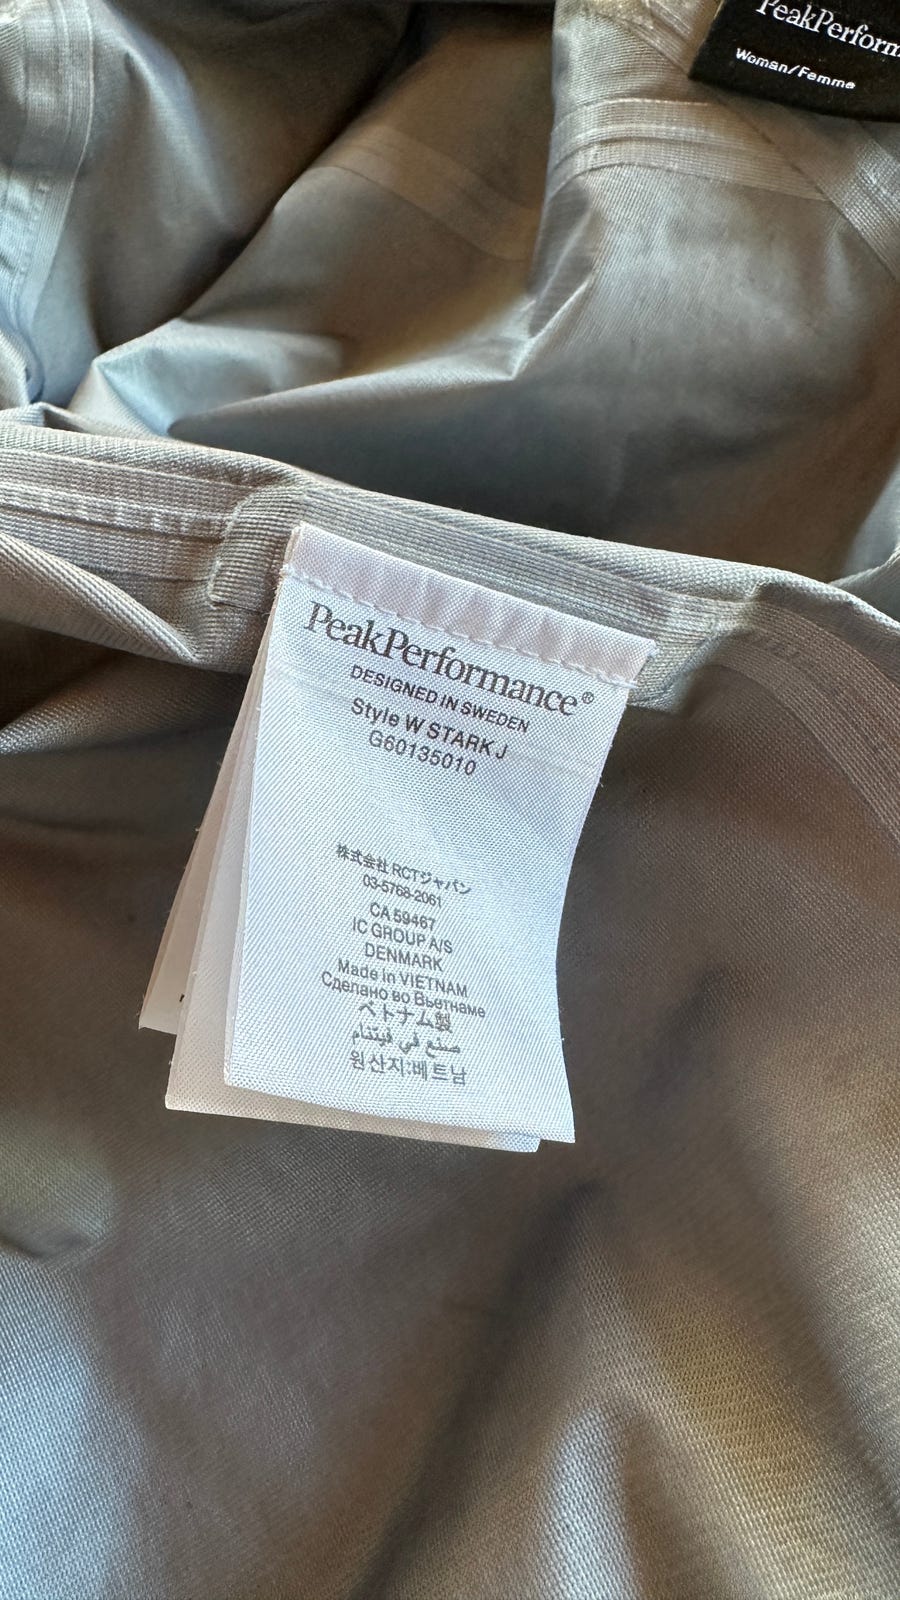 PeakPerform
Woman/Femme
PeakPerformance®
DESIGNED IN SWEDEN
Style W STARK J
G60135010
株式会社 RCTジャパン
03-5768-2061
CA 59467
IC GROUP A/S
DENMARK
Made in VIETNAM
Сделано во Вьетнаме
ベトナム製
صنع في فيتنام
원산지:베트남